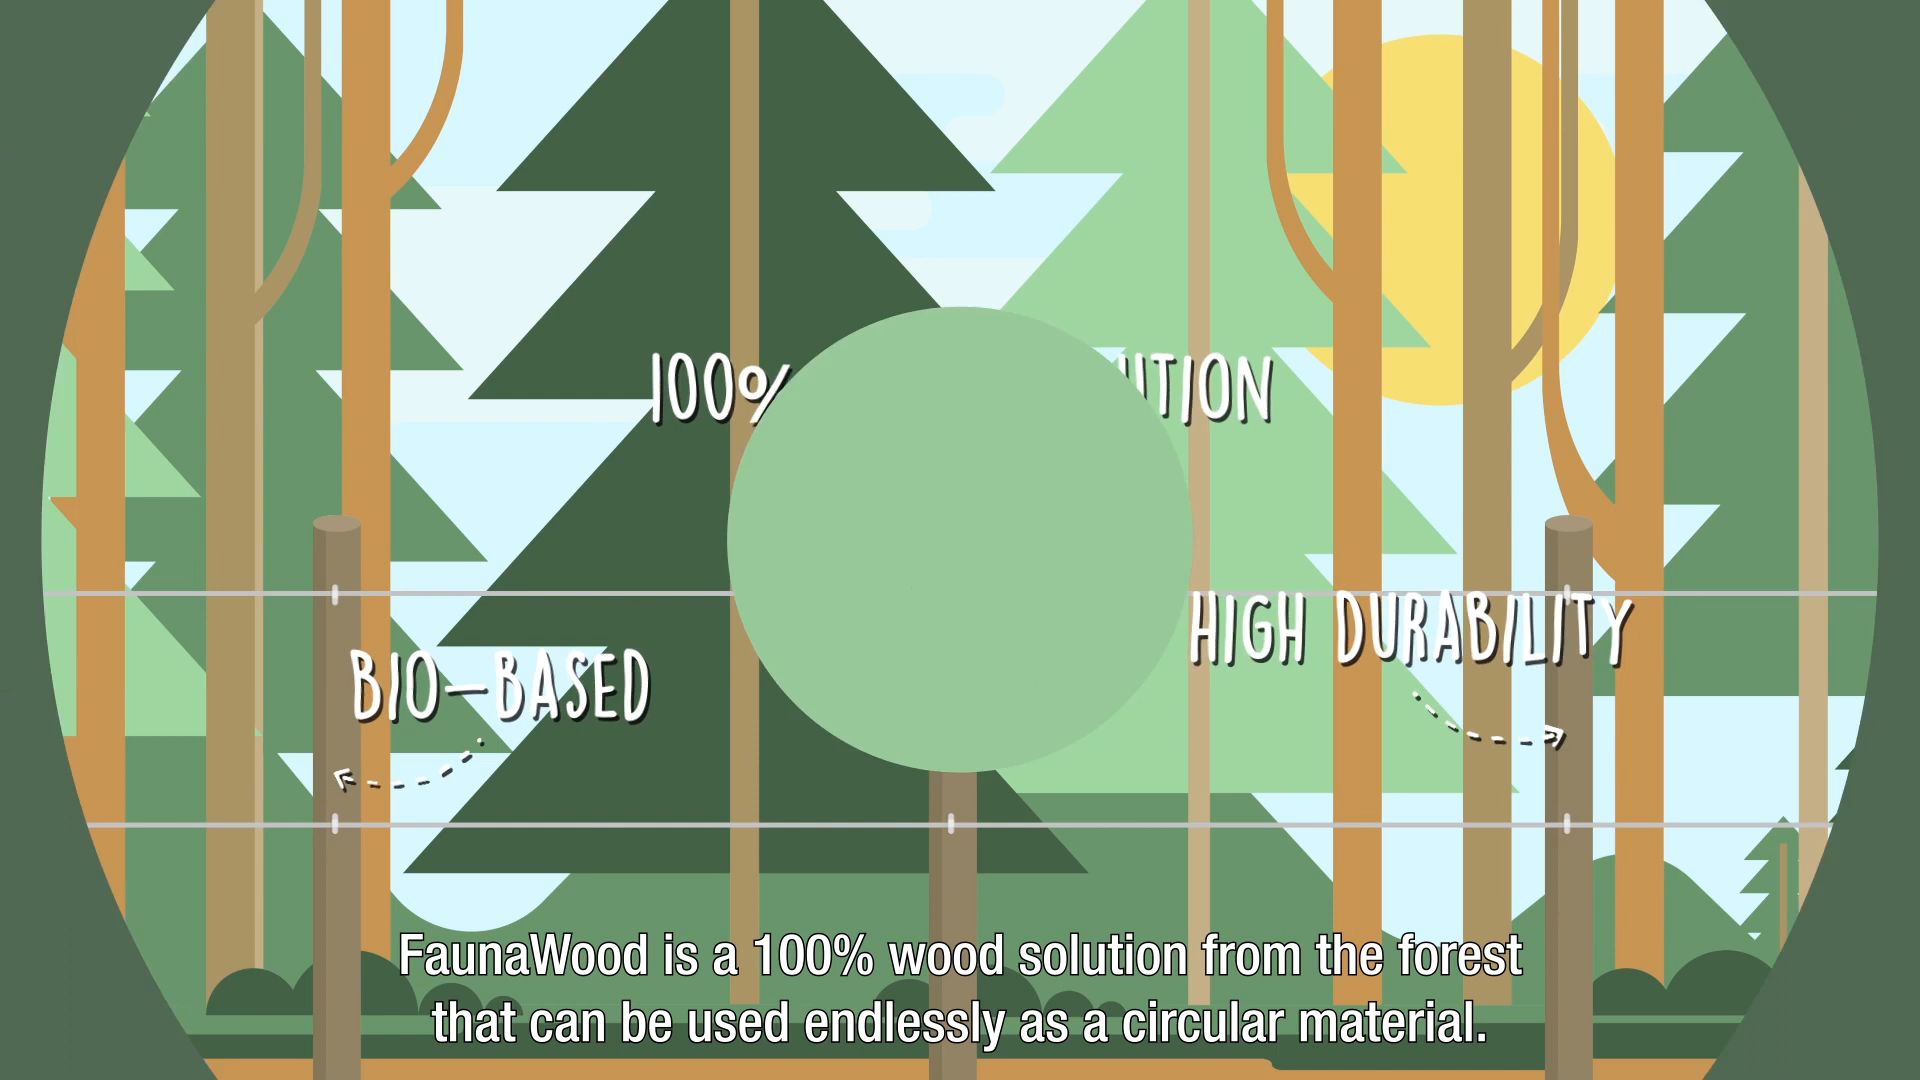 100% UTION
HIGH DURABILITY
BIO-BASED
FaunaWood is a 100% wood solution from the forest
that can be used endlessly as a circular material.